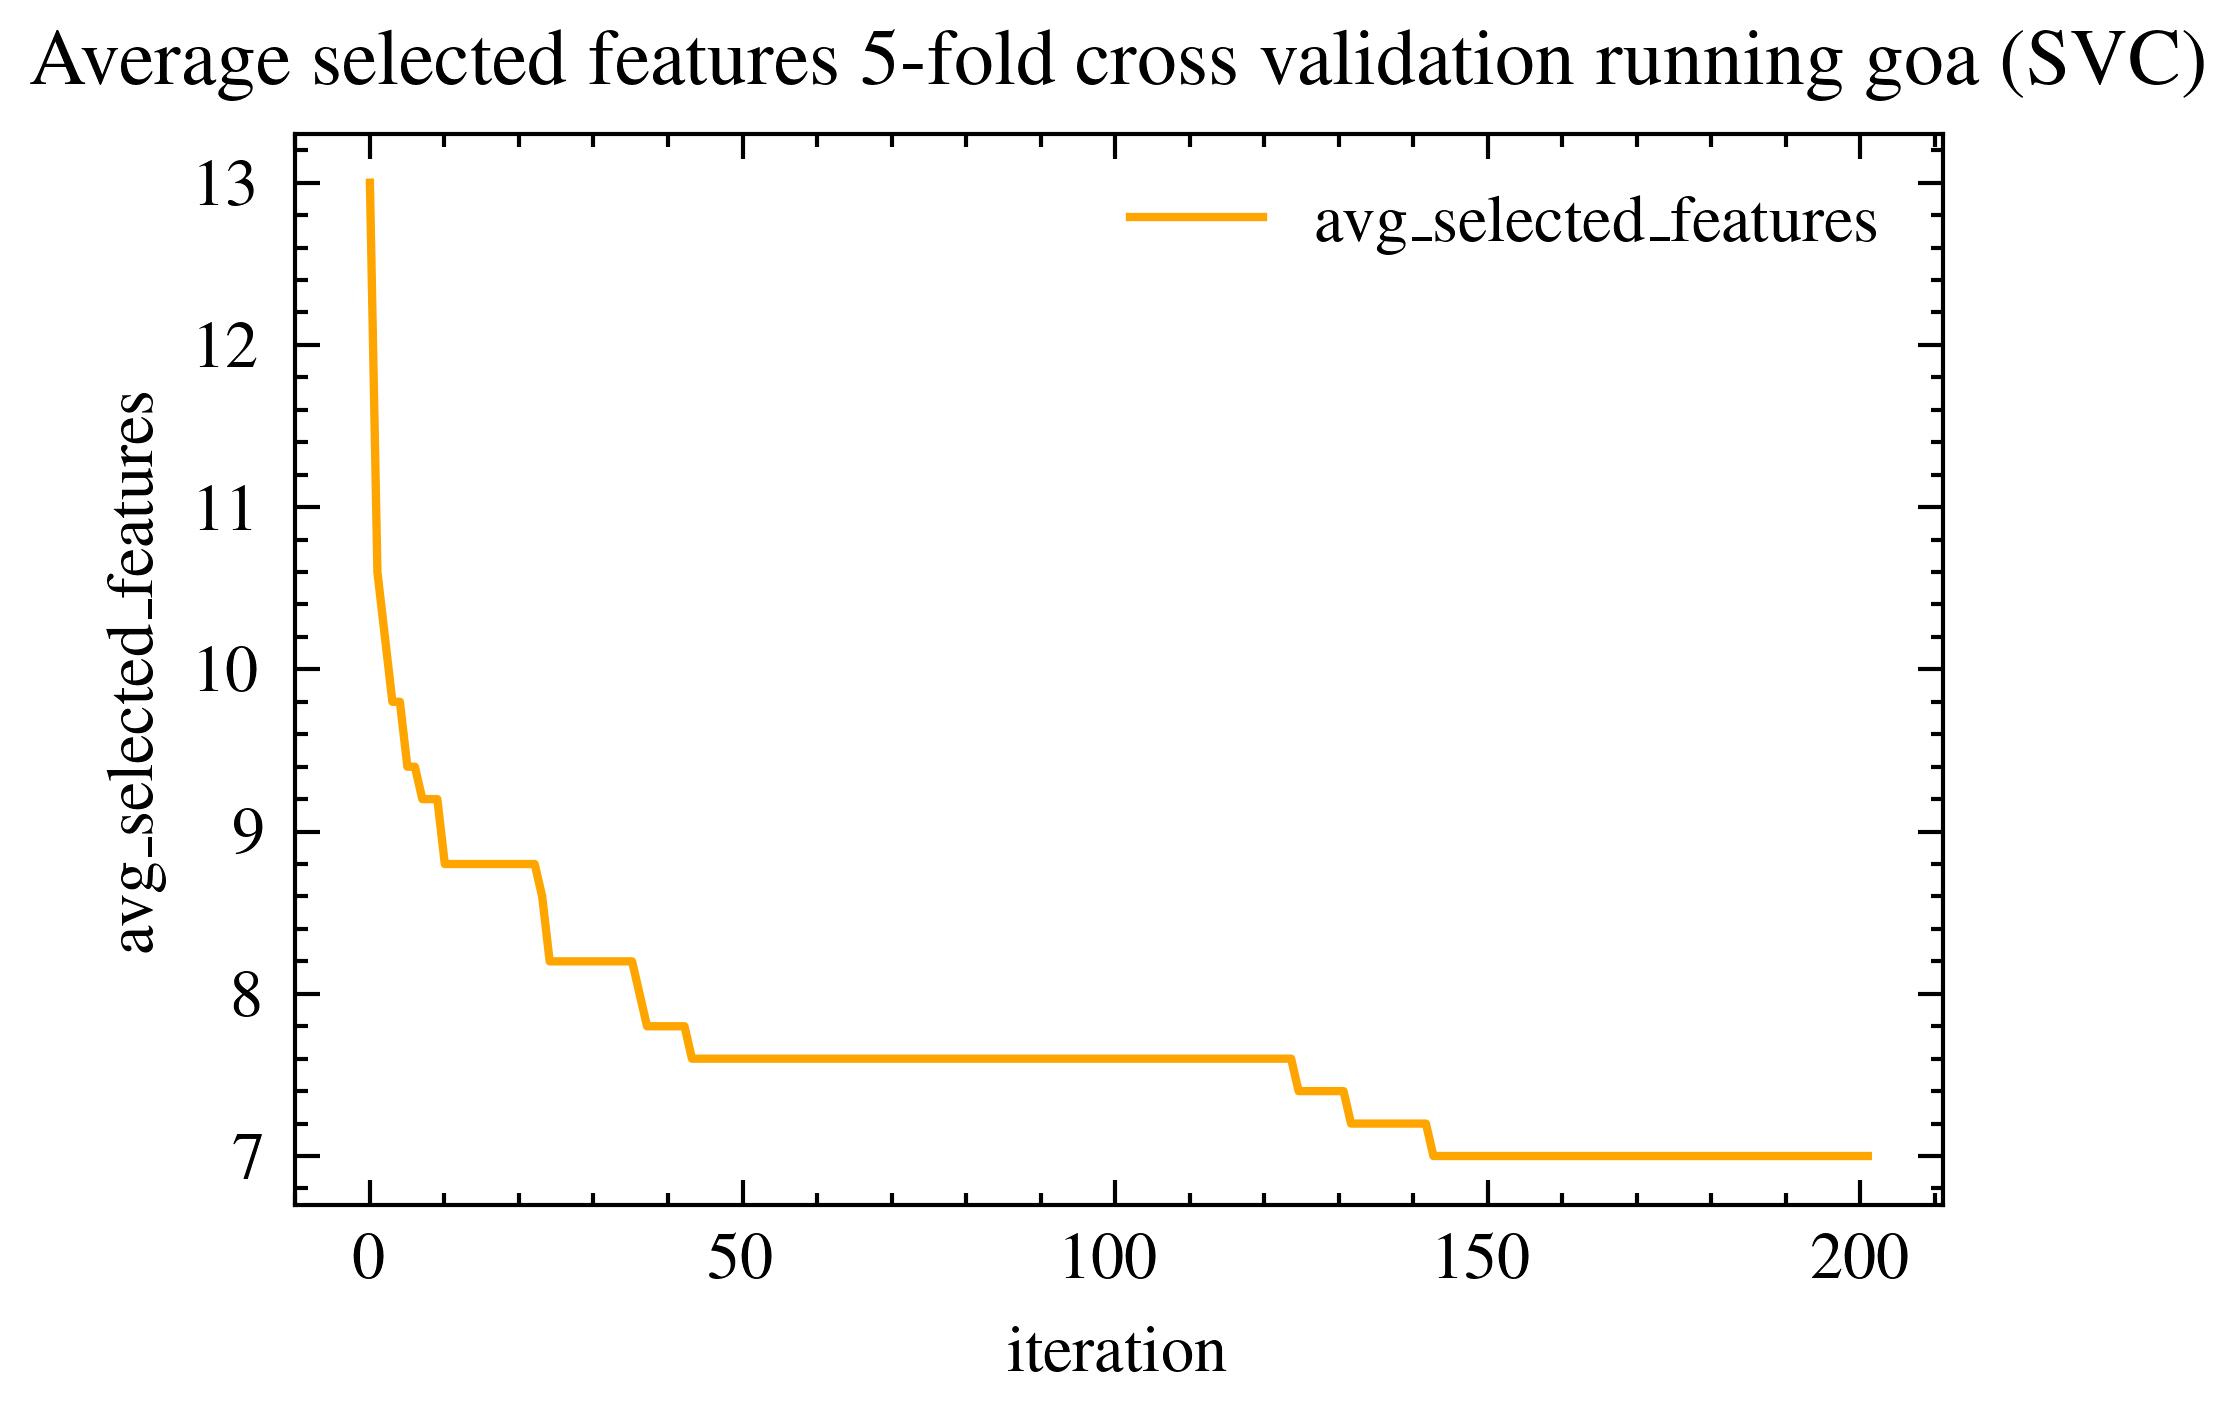 Average selected features 5-fold cross validation running goa (SVC)
avg_selected_features
13
12
11
10
9
8
7
avg_selected_features
0 50 100 150 200
iteration